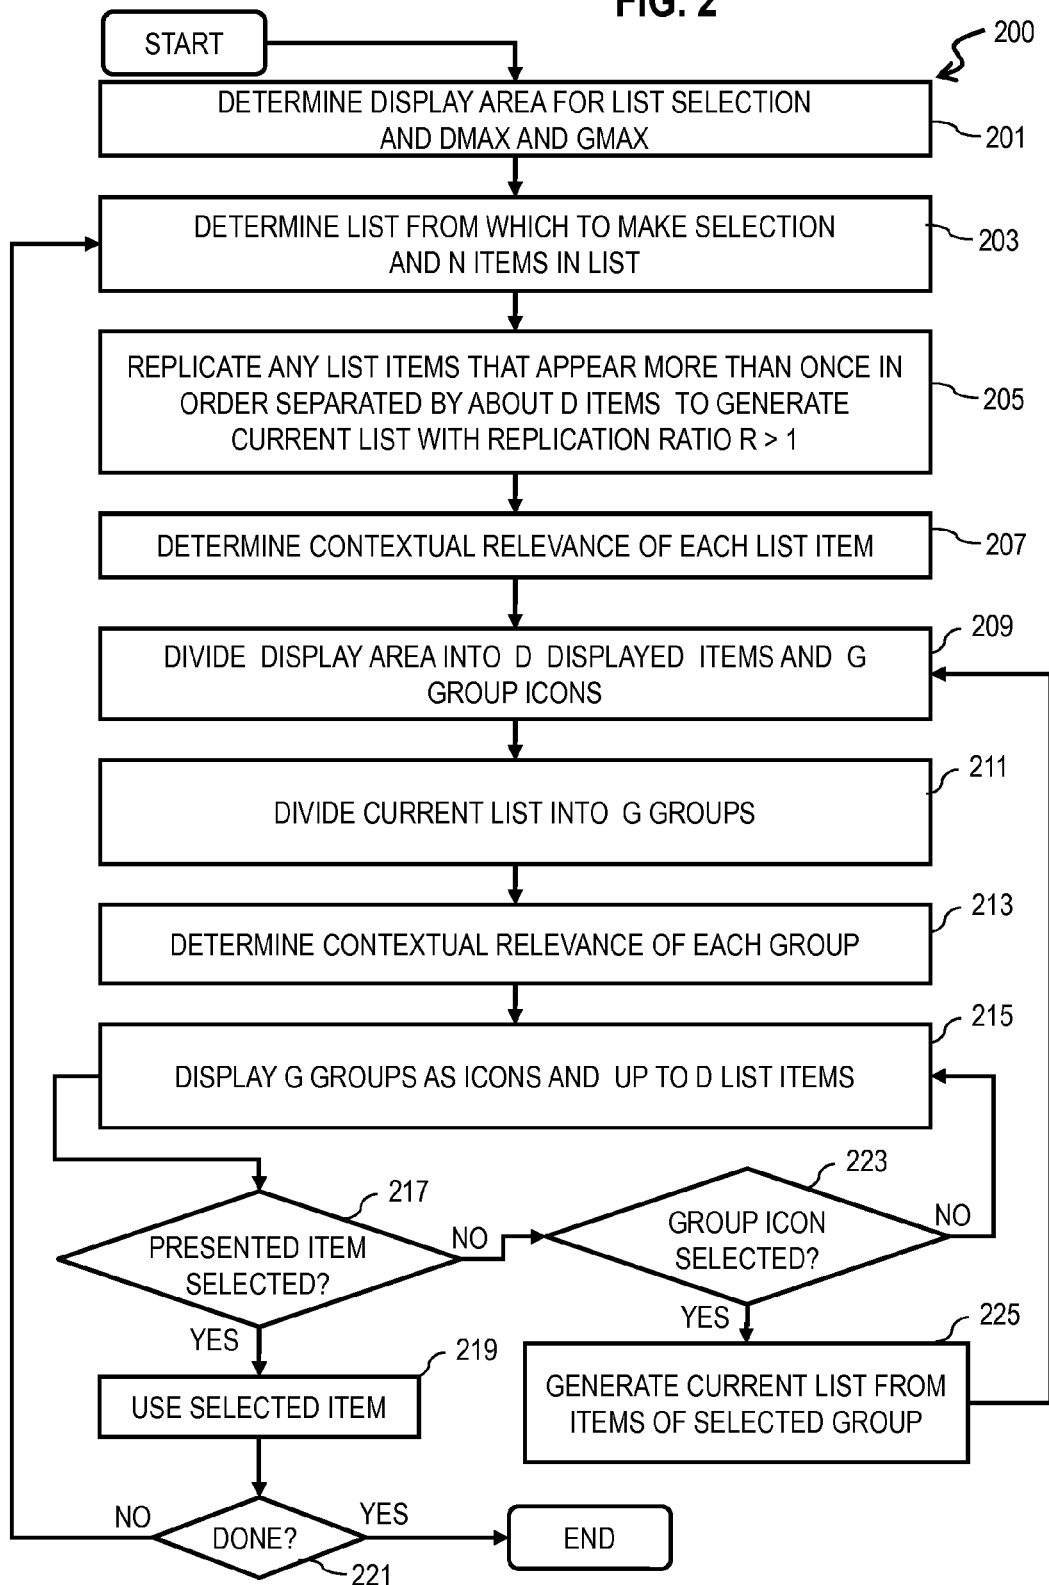 FIG. 2
200
START
DETERMINE DISPLAY AREA FOR LIST SELECTION
AND DMAX AND GMAX
201
DETERMINE LIST FROM WHICH TO MAKE SELECTION
AND N ITEMS IN LIST
203
REPLICATE ANY LIST ITEMS THAT APPEAR MORE THAN ONCE IN
ORDER SEPARATED BY ABOUT D ITEMS TO GENERATE
CURRENT LIST WITH REPLICATION RATIO R > 1
205
DETERMINE CONTEXTUAL RELEVANCE OF EACH LIST ITEM
207
209
DIVIDE DISPLAY AREA INTO D DISPLAYED ITEMS AND G
GROUP ICONS
211
DIVIDE CURRENT LIST INTO G GROUPS
213
DETERMINE CONTEXTUAL RELEVANCE OF EACH GROUP
215
DISPLAY G GROUPS AS ICONS AND UP TO D LIST ITEMS
217
PRESENTED ITEM
SELECTED?
NO
YES
223
GROUP ICON
SELECTED?
NO
YES
219
USE SELECTED ITEM
225
GENERATE CURRENT LIST FROM
ITEMS OF SELECTED GROUP
NO
DONE?
YES
221
END